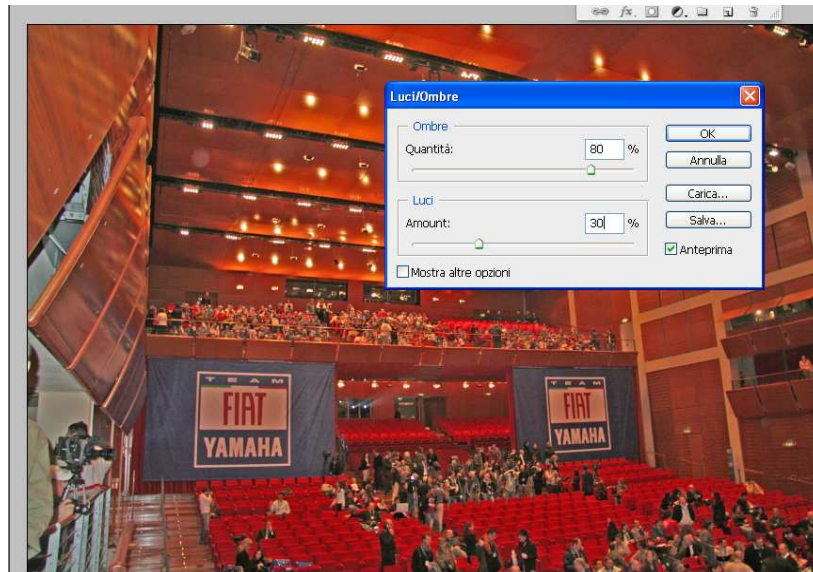 fx.
Luci/Ombre
Ombre
Quantità:
80 %
OK
Annulla
Luci
Amount:
30 %
Carica...
Salva...
Anteprima
Mostra altre opzioni
TEAM
FIAT
YAMAHA
TEAM
FIAT
YAMAHA